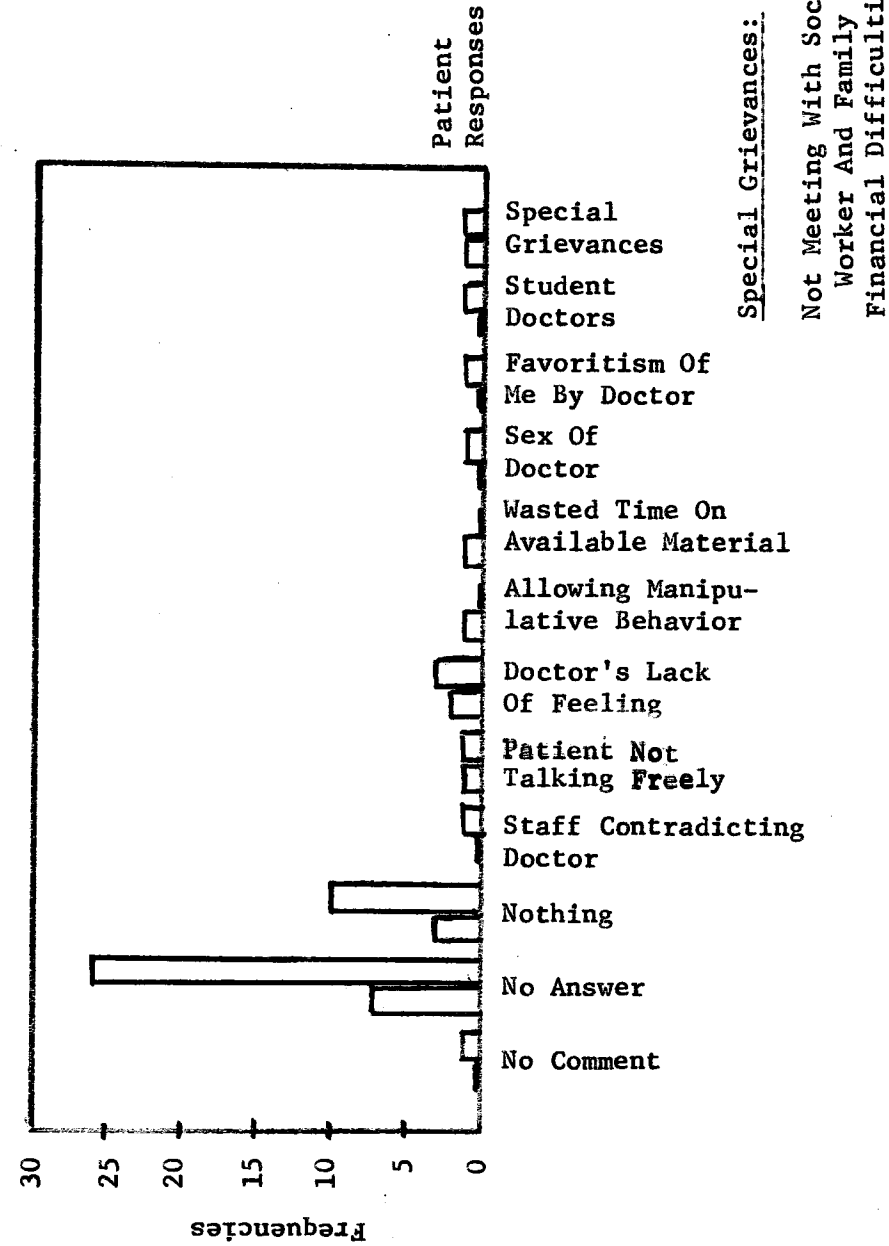 Patient
Responses
Special
Grievances
Student
Doctors
Favoritism Of
Me By Doctor
Sex Of
Doctor
Wasted Time On
Available Material
Allowing Manipu-
lative Behavior
Doctor's Lack
Of Feeling
Patient Not
Talking Freely
Staff Contradicting
Doctor
Nothing
No Answer
No Comment
30
25
20
15
10
5
0
Frequencies
Special Grievances:
Not Meeting With Soc
Worker And Family
Financial Difficulti